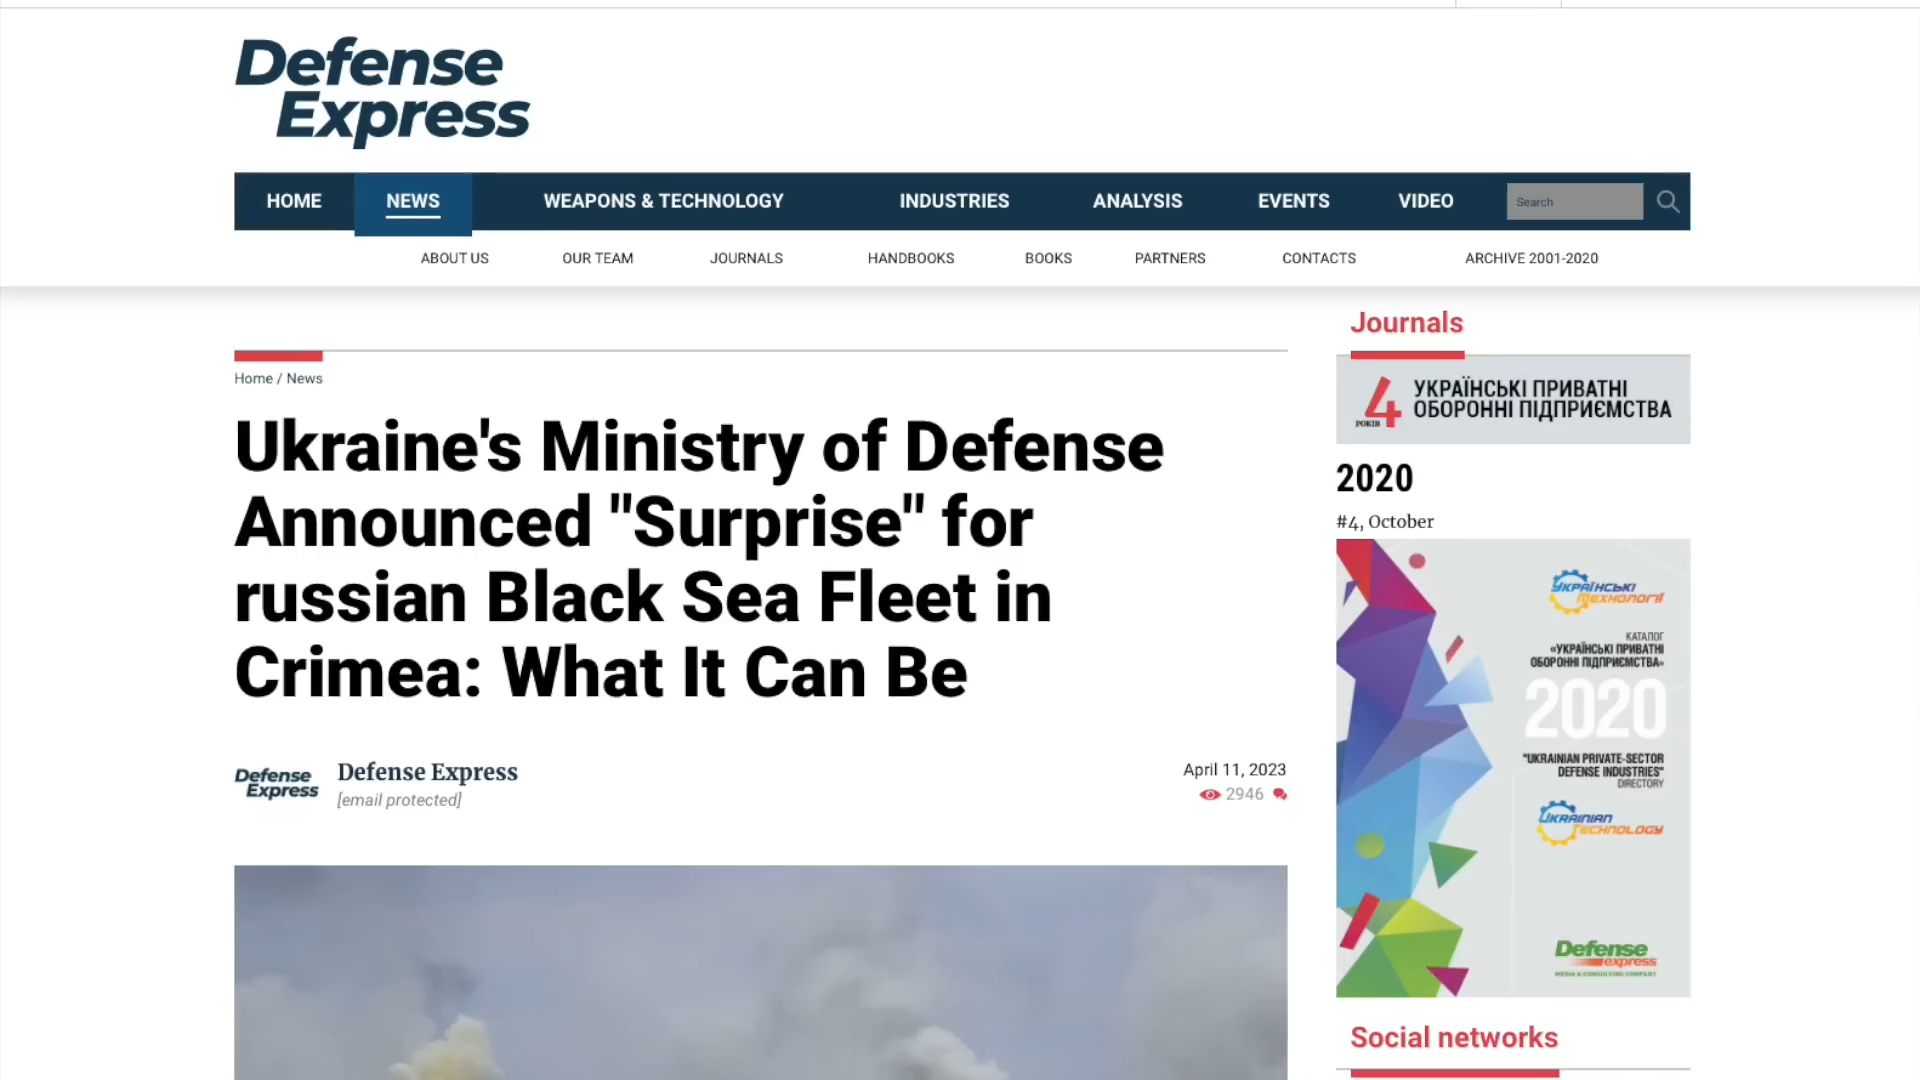 Defense
Express
HOME NEWS WEAPONS & TECHNOLOGY INDUSTRIES ANALYSIS EVENTS VIDEO Search
ABOUT US OUR TEAM JOURNALS HANDBOOKS BOOKS PARTNERS CONTACTS ARCHIVE 2001-2020
Home / News
Ukraine's Ministry of Defense
Announced "Surprise" for
russian Black Sea Fleet in
Crimea: What It Can Be
Defense
Express
Defense Express
[email protected]
April 11, 2023
2946
Journals
4
РОКІВ
УКРАЇНСЬКІ ПРИВАТНІ
ОБОРОННІ ПІДПРИЄМСТВА
2020
#4, October
УКРАЇНСЬКІ
ТЕХНОЛОГІЇ
КАТАЛОГ
«УКРАЇНСЬКІ ПРИВАТНІ
ОБОРОННІ ПІДПРИЄМСТВА»
2020
"UKRAINIAN PRIVATE-SECTOR
DEFENSE INDUSTRIES"
DIRECTORY
UKRAINIAN
TECHNOLOGY
Defense
express
MEDIA & CONSULTING COMPANY
Social networks